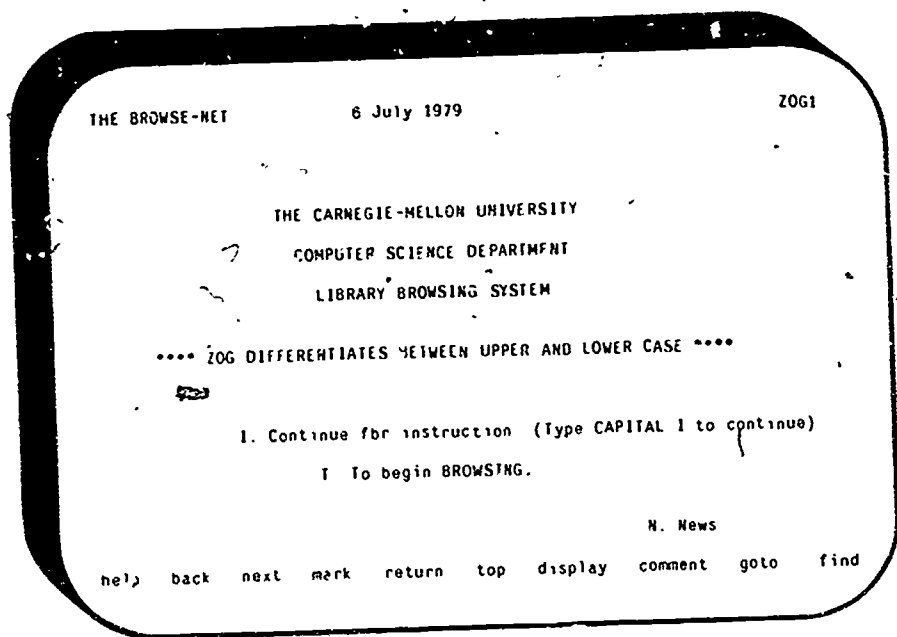 THE BROWSE-NET 6 July 1979 ZOG1
THE CARNEGIE-MELLON UNIVERSITY
COMPUTER SCIENCE DEPARTMENT
LIBRARY BROWSING SYSTEM
**** ZOG DIFFERENTIATES BETWEEN UPPER AND LOWER CASE ****
I. Continue for instruction (Type CAPITAL I to continue)
T To begin BROWSING.
N. News
help back next mark return top display comment goto find